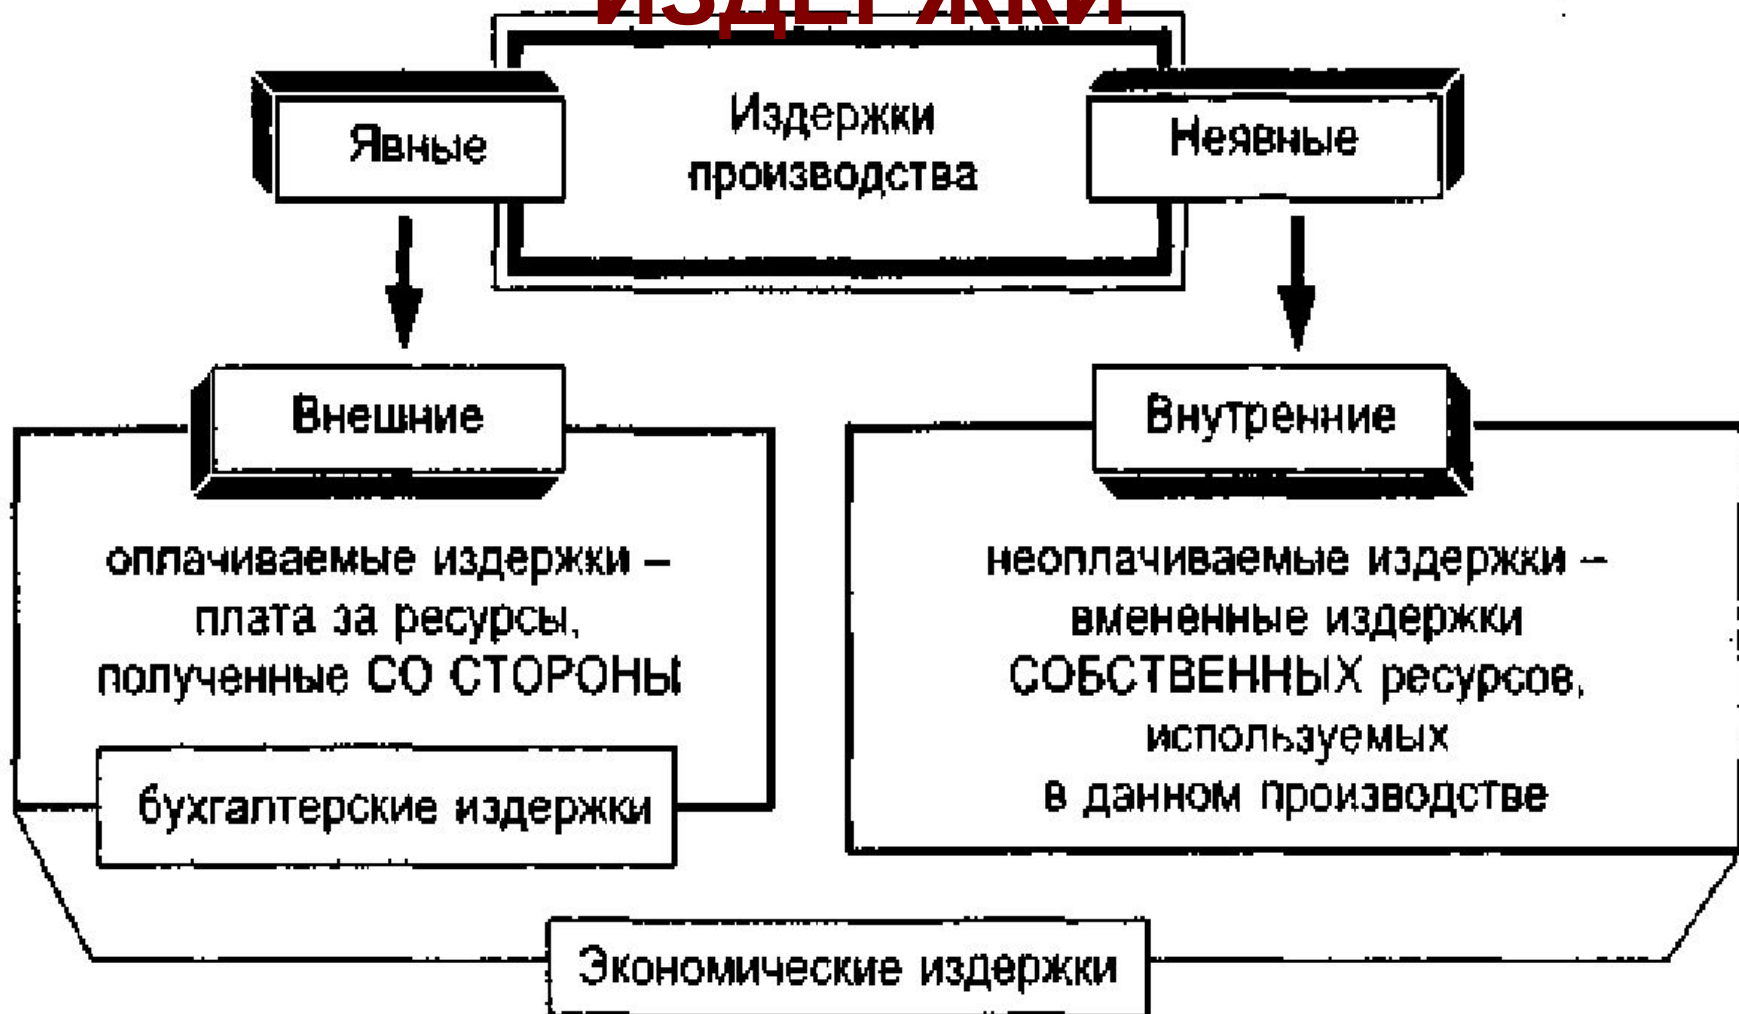 ИЗДЕРЖКИ
Издержки
производства
Явные
Неявные
Внешние
оплачиваемые издержки –
плата за ресурсы,
полученные СО СТОРОНЫ
бухгалтерские издержки
Внутренние
неоплачиваемые издержки –
вмененные издержки
СОБСТВЕННЫХ ресурсов,
используемых
в данном производстве
Экономические издержки